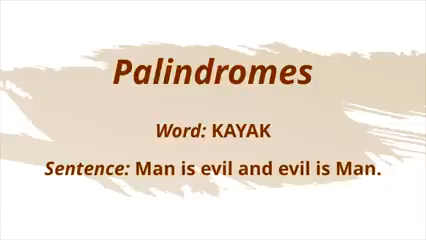 Palindromes
Word: KAYAK
Sentence: Man is evil and evil is Man.